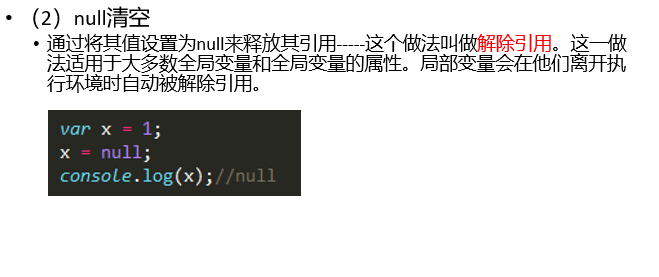 • （2）null清空
• 通过将其值设置为null来释放其引用-----这个做法叫做解除引用。这一做
法适用于大多数全局变量和全局变量的属性。局部变量会在他们离开执
行环境时自动被解除引用。
var x = 1;
x = null;
console.log(x);//null